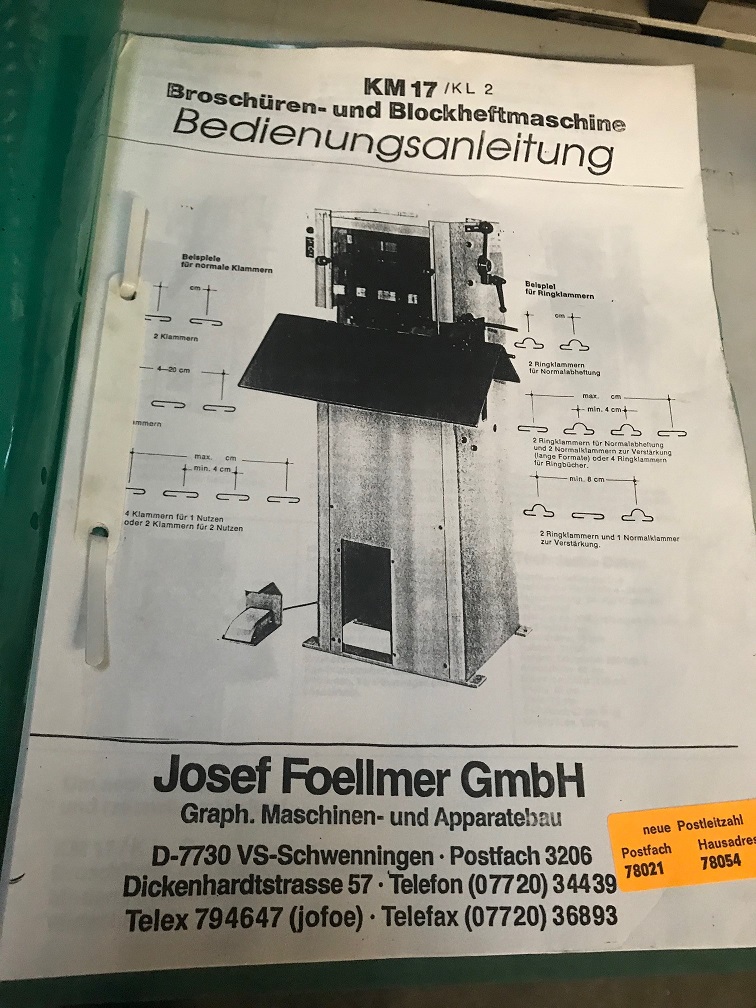 KM 17 /KL 2
Broschüren- und Blockheftmaschine
Bedienungsanleitung
Beispiele
für normale Klammern
cm
2 Klammern
4—20 cm
mmern
max. cm
min. 4 cm
4 Klammern für 1 Nutzen
oder 2 Klammern für 2 Nutzen
Beispiel
für Ringklammern
cm
2 Ringklammern
für Normalabheftung
max. cm
min. 4 cm
2 Ringklammern für Normalabheftung
und 2 Normalklammern zur Verstärkung
(lange Formate) oder 4 Ringklammern
für Ringbücher.
min. 8 cm
2 Ringklammern und 1 Normalklammer
zur Verstärkung.
Josef Foellmer GmbH
Graph. Maschinen- und Apparatebau
D-7730 VS-Schwenningen · Postfach 3206
Dickenhardtstrasse 57 · Telefon (07720) 34439
Telex 794647 (jofoe) · Telefax (07720) 36893
neue Postleitzahl
Postfach Hausadres
78021 78054